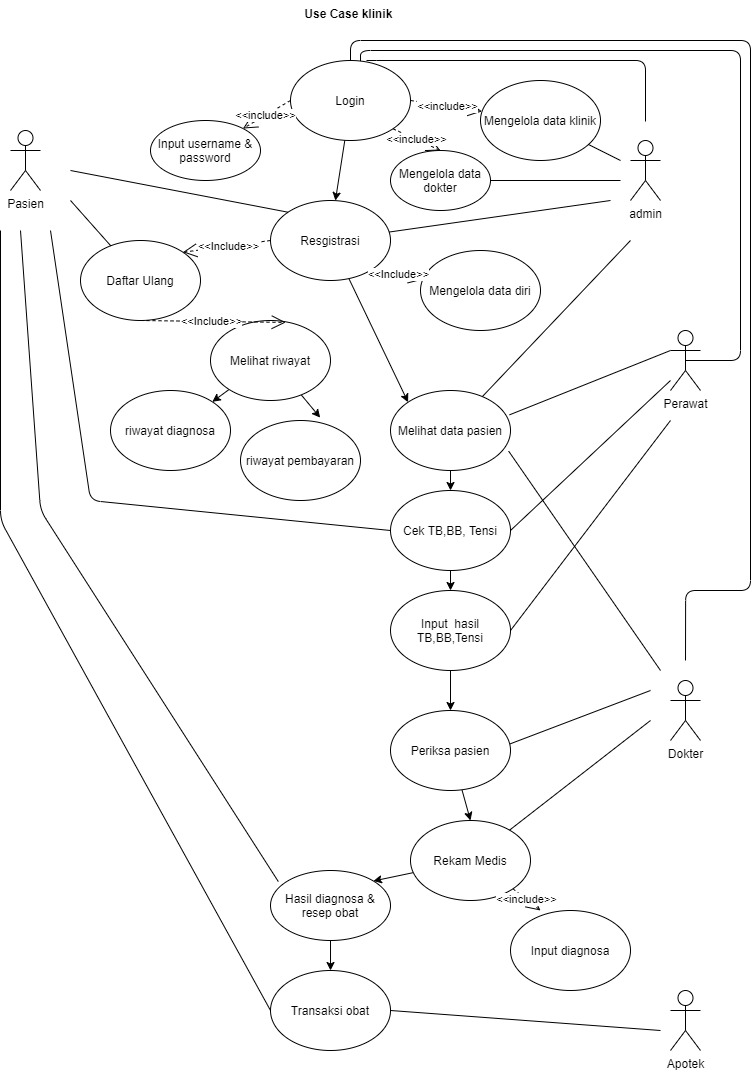 Use Case klinik
Login
<<include>>
<<include>>
Mengelola data klinik
Input username &
password
<<include>>
Mengelola data
dokter
Pasien
admin
Resgistrasi
<<Include>>
Daftar Ulang
<<Include>>
Mengelola data diri
<<Include>>
Melihat riwayat
riwayat diagnosa
riwayat pembayaran
Melihat data pasien
Perawat
Cek TB,BB, Tensi
Input  hasil
TB,BB,Tensi
Periksa pasien
Dokter
Rekam Medis
Hasil diagnosa &
resep obat
<<include>>
Input diagnosa
Transaksi obat
Apotek